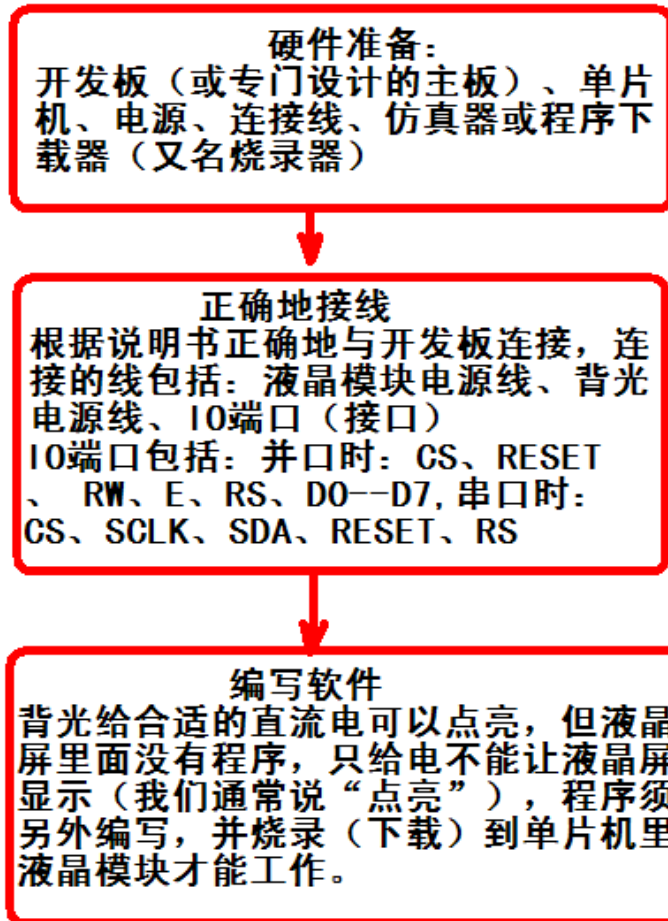 硬件准备：
开发板（或专门设计的主板）、单片
机、电源、连接线、仿真器或程序下
载器（又名烧录器）
正确地接线
根据说明书正确地与开发板连接，连
接的线包括：液晶模块电源线、背光
电源线、IO端口（接口）
IO端口包括：并口时：CS、RESET
、 RW、E、RS、D0--D7,串口时：
CS、SCLK、SDA、RESET、RS
编写软件
背光给合适的直流电可以点亮，但液晶
屏里面没有程序，只给电不能让液晶屏
显示（我们通常说“点亮”），程序须
另外编写，并烧录（下载）到单片机里
液晶模块才能工作。